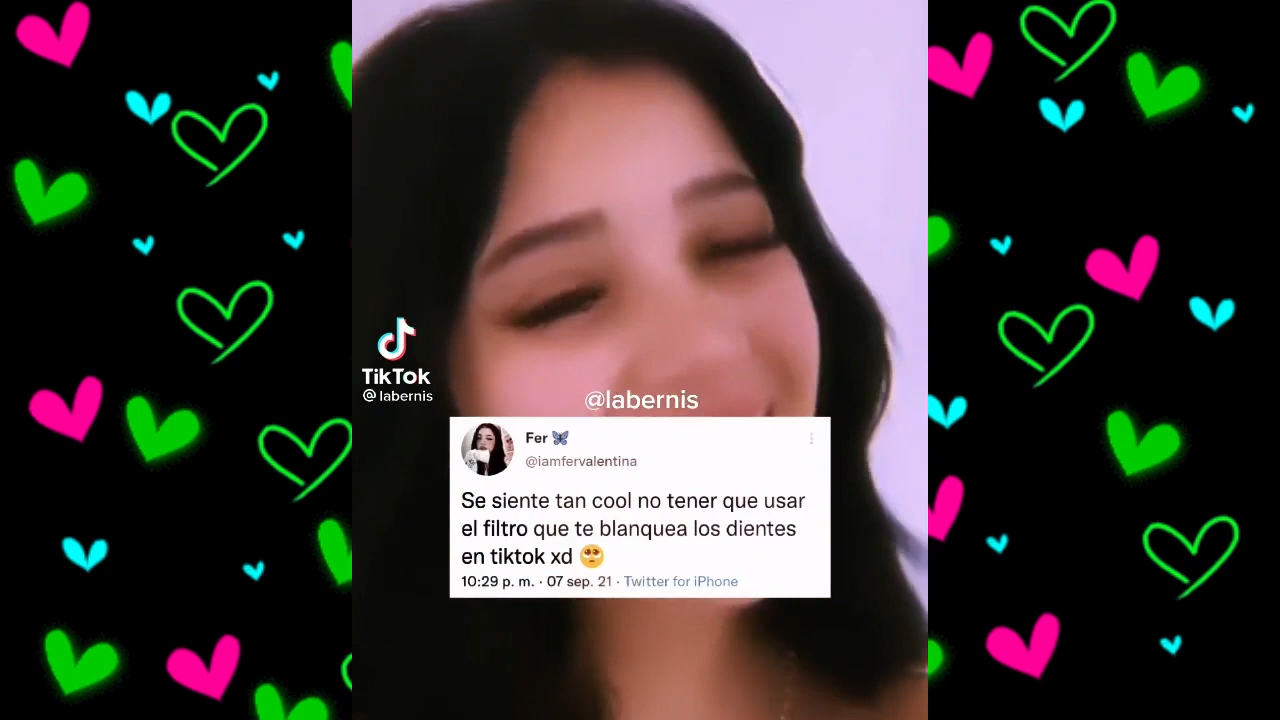 TikTok
@labernis
@labernis
Fer 🦋
@iamfervalentina
Se siente tan cool no tener que usar
el filtro que te blanquea los dientes
en tiktok xd 🥺
10:29 p. m. · 07 sep. 21 · Twitter for iPhone